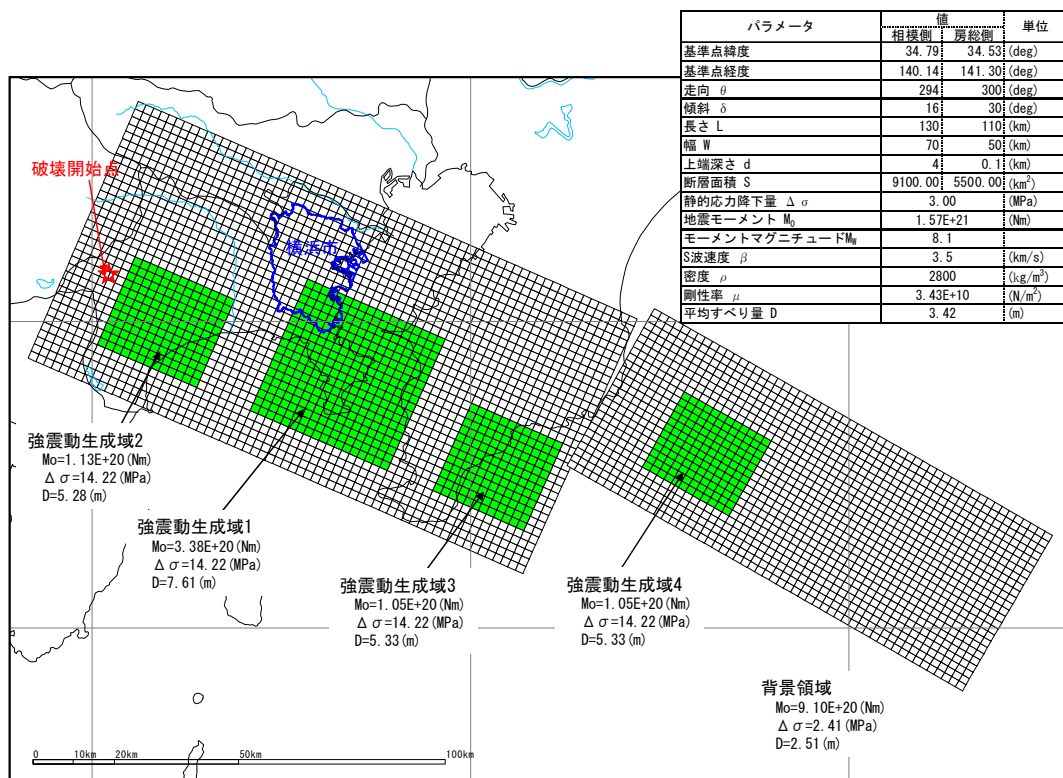 パラメータ 値 単位
相模側 房総側
基準点緯度 34.79 34.53 (deg)
基準点経度 140.14 141.30 (deg)
走向 θ 294 300 (deg)
傾斜 δ 16 30 (deg)
長さ L 130 110 (km)
幅 W 70 50 (km)
上端深さ d 4 0.1 (km)
断層面積 S 9100.00 5500.00 (km²)
静的応力降下量 Δσ 3.00 (MPa)
地震モーメント M₀ 1.57E+21 (Nm)
モーメントマグニチュードMw 8.1
S波速度 β 3.5 (km/s)
密度 ρ 2800 (kg/m³)
剛性率 μ 3.43E+10 (N/m²)
平均すべり量 D 3.42 (m)
破壊開始点
横浜市
強震動生成域2
Mo=1.13E+20(Nm)
Δσ=14.22(MPa)
D=5.28(m)
強震動生成域1
Mo=3.38E+20(Nm)
Δσ=14.22(MPa)
D=7.61(m)
強震動生成域3
Mo=1.05E+20(Nm)
Δσ=14.22(MPa)
D=5.33(m)
強震動生成域4
Mo=1.05E+20(Nm)
Δσ=14.22(MPa)
D=5.33(m)
背景領域
Mo=9.10E+20(Nm)
Δσ=2.41(MPa)
D=2.51(m)
0 10km 20km 50km 100km